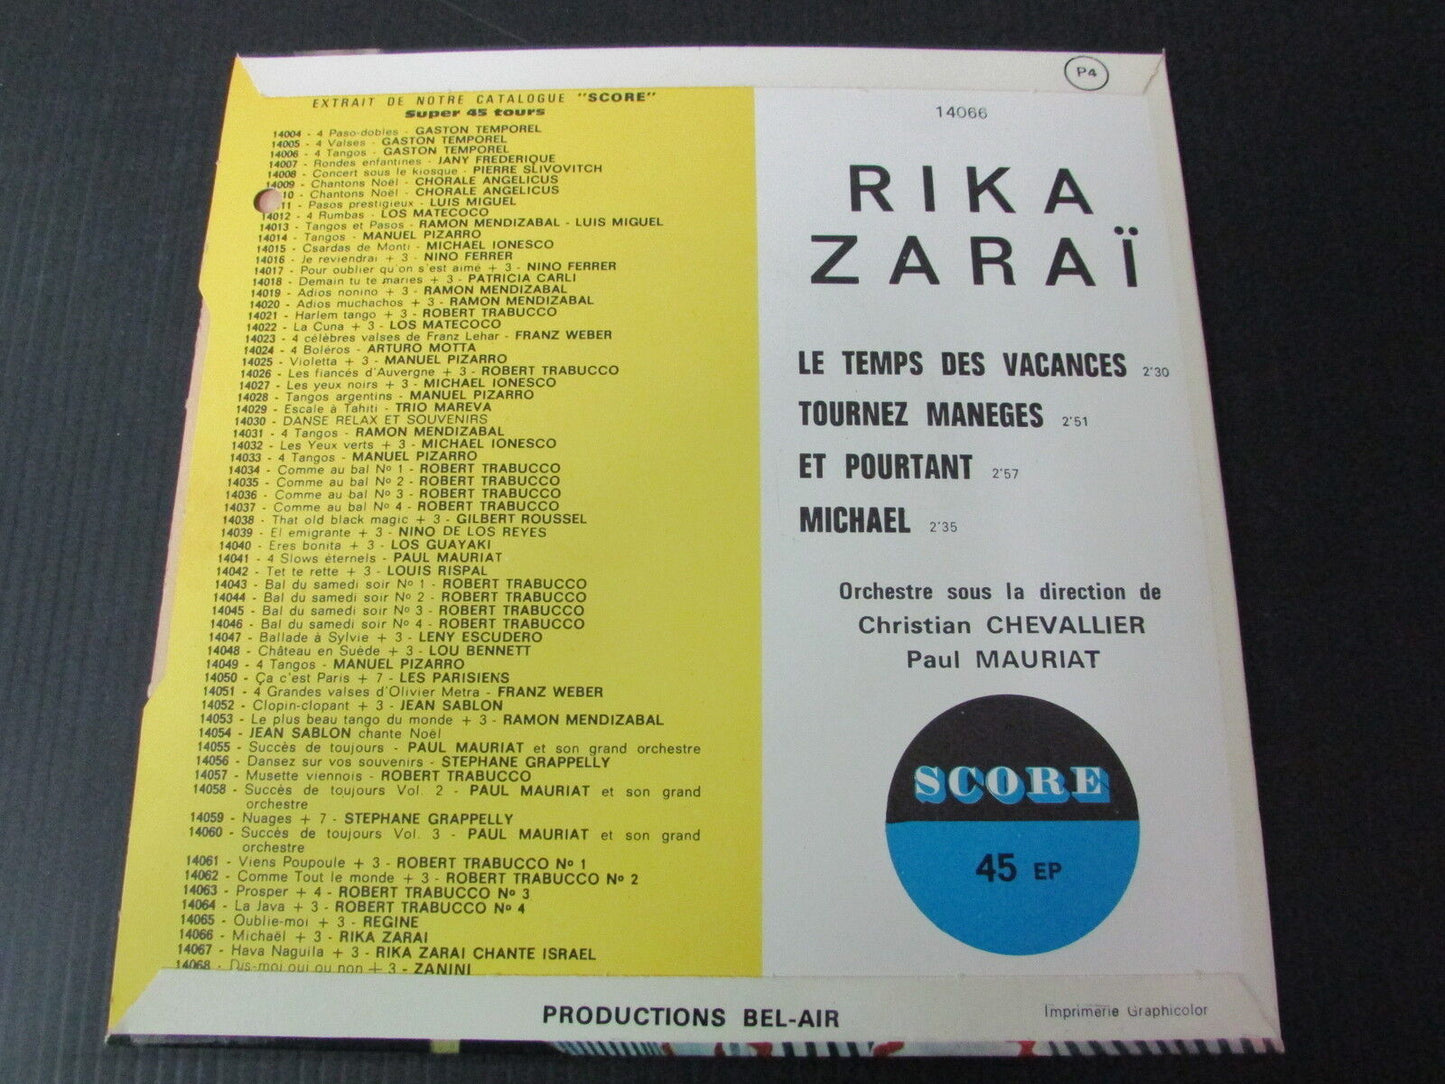 EXTRAIT DE NOTRE CATALOGUE "SCORE"
Super 45 tours
14004 - 4 Paso-dobles - GASTON TEMPOREL
14005 - 4 Valses - GASTON TEMPOREL
14006 - 4 Tangos - GASTON TEMPOREL
14007 - Rondes enfantines - JANY FREDERIQUE
14008 - Concert sous le kiosque - PIERRE SLIVOVITCH
14009 - Chantons Noël - CHORALE ANGELICUS
10 - Chantons Noël - CHORALE ANGELICUS
11 - Pasos prestigieux - LUIS MIGUEL
14012 - 4 Rumbas - LOS MATECOCO
14013 - Tangos et Pasos - RAMON MENDIZABAL - LUIS MIGUEL
14014 - Tangos - MANUEL PIZARRO
14015 - Csardas de Monti - MICHAEL IONESCO
14016 - Je reviendrai + 3 - NINO FERRER
14017 - Pour oublier qu'on s'est aimé + 3 - NINO FERRER
14018 - Demain tu te maries + 3 - PATRICIA CARLI
14019 - Adios nonino + 3 - RAMON MENDIZABAL
14020 - Adios muchachos + 3 - RAMON MENDIZABAL
14021 - Harlem tango + 3 - ROBERT TRABUCCO
14022 - La Cuna + 3 - LOS MATECOCO
14023 - 4 célèbres valses de Franz Lehar - FRANZ WEBER
14024 - 4 Boléros - ARTURO MOTTA
14025 - Violetta + 3 - MANUEL PIZARRO
14026 - Les fiancés d'Auvergne + 3 - ROBERT TRABUCCO
14027 - Les yeux noirs + 3 - MICHAEL IONESCO
14028 - Tangos argentins - MANUEL PIZARRO
14029 - Escale à Tahiti - TRIO MAREVA
14030 - DANSE RELAX ET SOUVENIRS
14031 - 4 Tangos - RAMON MENDIZABAL
14032 - Les Yeux verts + 3 - MICHAEL IONESCO
14033 - 4 Tangos - MANUEL PIZARRO
14034 - Comme au bal Nº 1 - ROBERT TRABUCCO
14035 - Comme au bal Nº 2 - ROBERT TRABUCCO
14036 - Comme au bal Nº 3 - ROBERT TRABUCCO
14037 - Comme au bal Nº 4 - ROBERT TRABUCCO
14038 - That old black magic + 3 - GILBERT ROUSSEL
14039 - El emigrante + 3 - NINO DE LOS REYES
14040 - Eres bonita + 3 - LOS GUAYAKI
14041 - 4 Slows éternels - PAUL MAURIAT
14042 - Tet te rette + 3 - LOUIS RISPAL
14043 - Bal du samedi soir Nº 1 - ROBERT TRABUCCO
14044 - Bal du samedi soir Nº 2 - ROBERT TRABUCCO
14045 - Bal du samedi soir Nº 3 - ROBERT TRABUCCO
14046 - Bal du samedi soir Nº 4 - ROBERT TRABUCCO
14047 - Ballade à Sylvie + 3 - LENY ESCUDERO
14048 - Château en Suède + 3 - LOU BENNETT
14049 - 4 Tangos - MANUEL PIZARRO
14050 - Ça c'est Paris + 7 - LES PARISIENS
14051 - 4 Grandes valses d'Olivier Metra - FRANZ WEBER
14052 - Clopin-clopant + 3 - JEAN SABLON
14053 - Le plus beau tango du monde + 3 - RAMON MENDIZABAL
14054 - JEAN SABLON chante Noël
14055 - Succès de toujours - PAUL MAURIAT et son grand orchestre
14056 - Dansez sur vos souvenirs - STEPHANE GRAPPELLY
14057 - Musette viennois - ROBERT TRABUCCO
14058 - Succès de toujours Vol. 2 - PAUL MAURIAT et son grand
orchestre
14059 - Nuages + 7 - STEPHANE GRAPPELLY
14060 - Succès de toujours Vol. 3 - PAUL MAURIAT et son grand
orchestre
14061 - Viens Poupoule + 3 - ROBERT TRABUCCO Nº 1
14062 - Comme Tout le monde + 3 - ROBERT TRABUCCO Nº 2
14063 - Prosper + 4 - ROBERT TRABUCCO Nº 3
14064 - La Java + 3 - ROBERT TRABUCCO Nº 4
14065 - Oublie-moi + 3 - REGINE
14066 - Michaël + 3 - RIKA ZARAI
14067 - Hava Naguila + 3 - RIKA ZARAI CHANTE ISRAEL
14068 - Dis-moi oui ou non + 3 - ZANINI
P4
14066
RIKA
ZARAÏ
LE TEMPS DES VACANCES 2'30
TOURNEZ MANEGES 2'51
ET POURTANT 2'57
MICHAEL 2'35
Orchestre sous la direction de
Christian CHEVALLIER
Paul MAURIAT
SCORE
45 EP
PRODUCTIONS BEL-AIR
Imprimerie Graphicolor